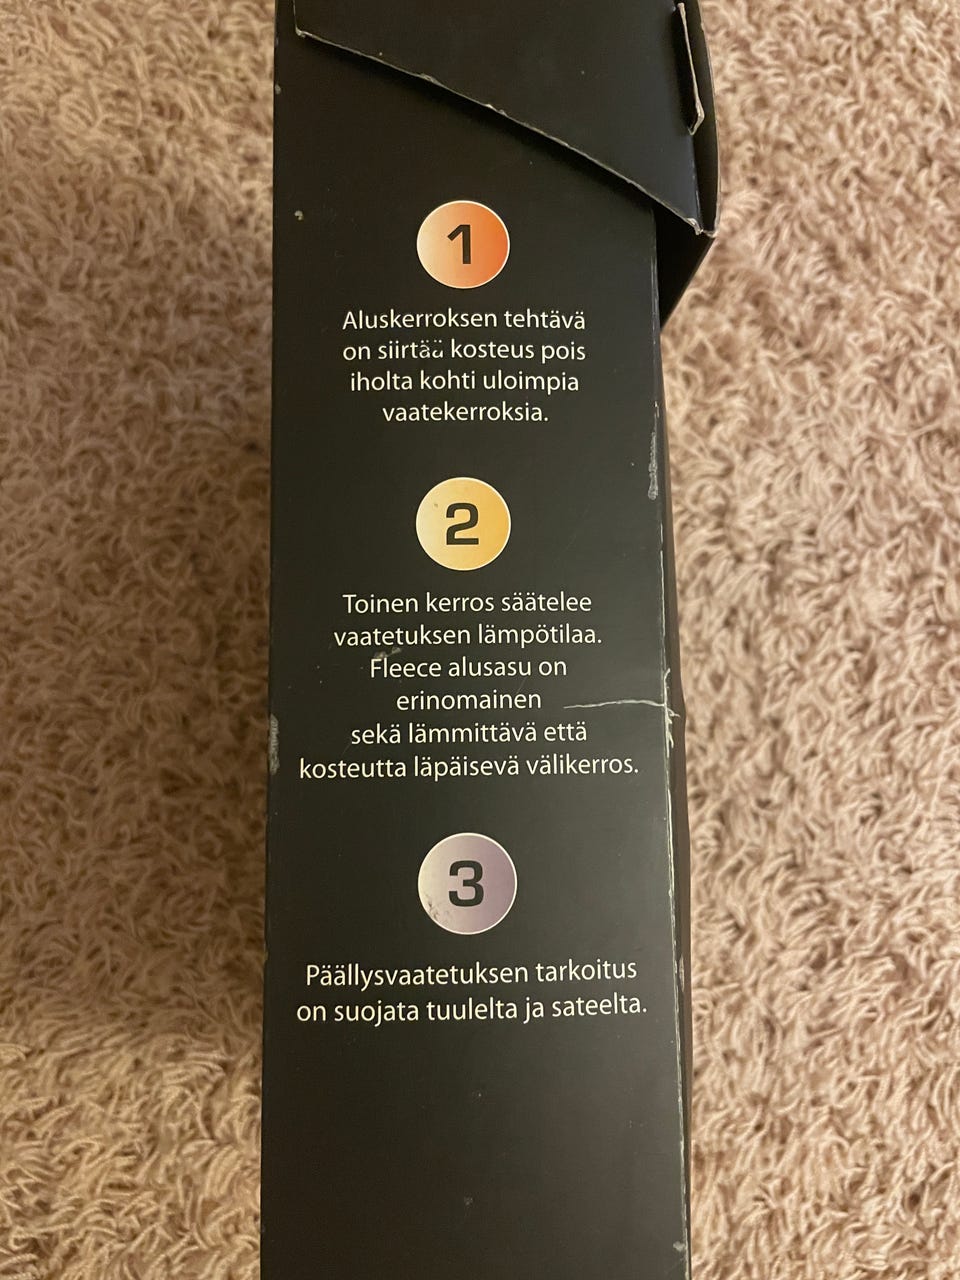 1
Aluskerroksen tehtävä
on siirtää kosteus pois
iholta kohti uloimpia
vaatekerroksia.
2
Toinen kerros säätelee
vaatetuksen lämpötilaa.
Fleece alusasu on
erinomainen
sekä lämmittävä että
kosteutta läpäisevä välikerros.
3
Päällysvaatetuksen tarkoitus
on suojata tuulelta ja sateelta.